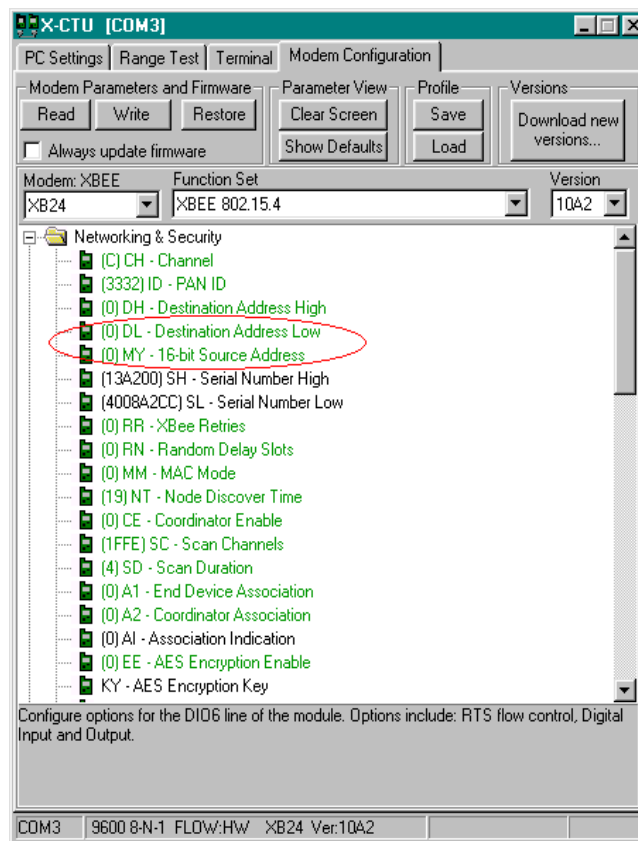 X-CTU [COM3]
PC Settings Range Test Terminal Modem Configuration
Modem Parameters and Firmware Parameter View Profile Versions
Read Write Restore Clear Screen Save Download new versions...
Always update firmware Show Defaults Load
Modem: XBEE Function Set Version
XB24 XBEE 802.15.4 10A2
Networking & Security
(C) CH - Channel
(3332) ID - PAN ID
(0) DH - Destination Address High
(0) DL - Destination Address Low
(0) MY - 16-bit Source Address
(13A200) SH - Serial Number High
(4008A2CC) SL - Serial Number Low
(0) RR - XBee Retries
(0) RN - Random Delay Slots
(0) MM - MAC Mode
(19) NT - Node Discover Time
(0) CE - Coordinator Enable
(1FFE) SC - Scan Channels
(4) SD - Scan Duration
(0) A1 - End Device Association
(0) A2 - Coordinator Association
(0) AI - Association Indication
(0) EE - AES Encryption Enable
KY - AES Encryption Key
Configure options for the DIO6 line of the module. Options include: RTS flow control, Digital
Input and Output.
COM3 9600 8-N-1 FLOW:HW XB24 Ver:10A2